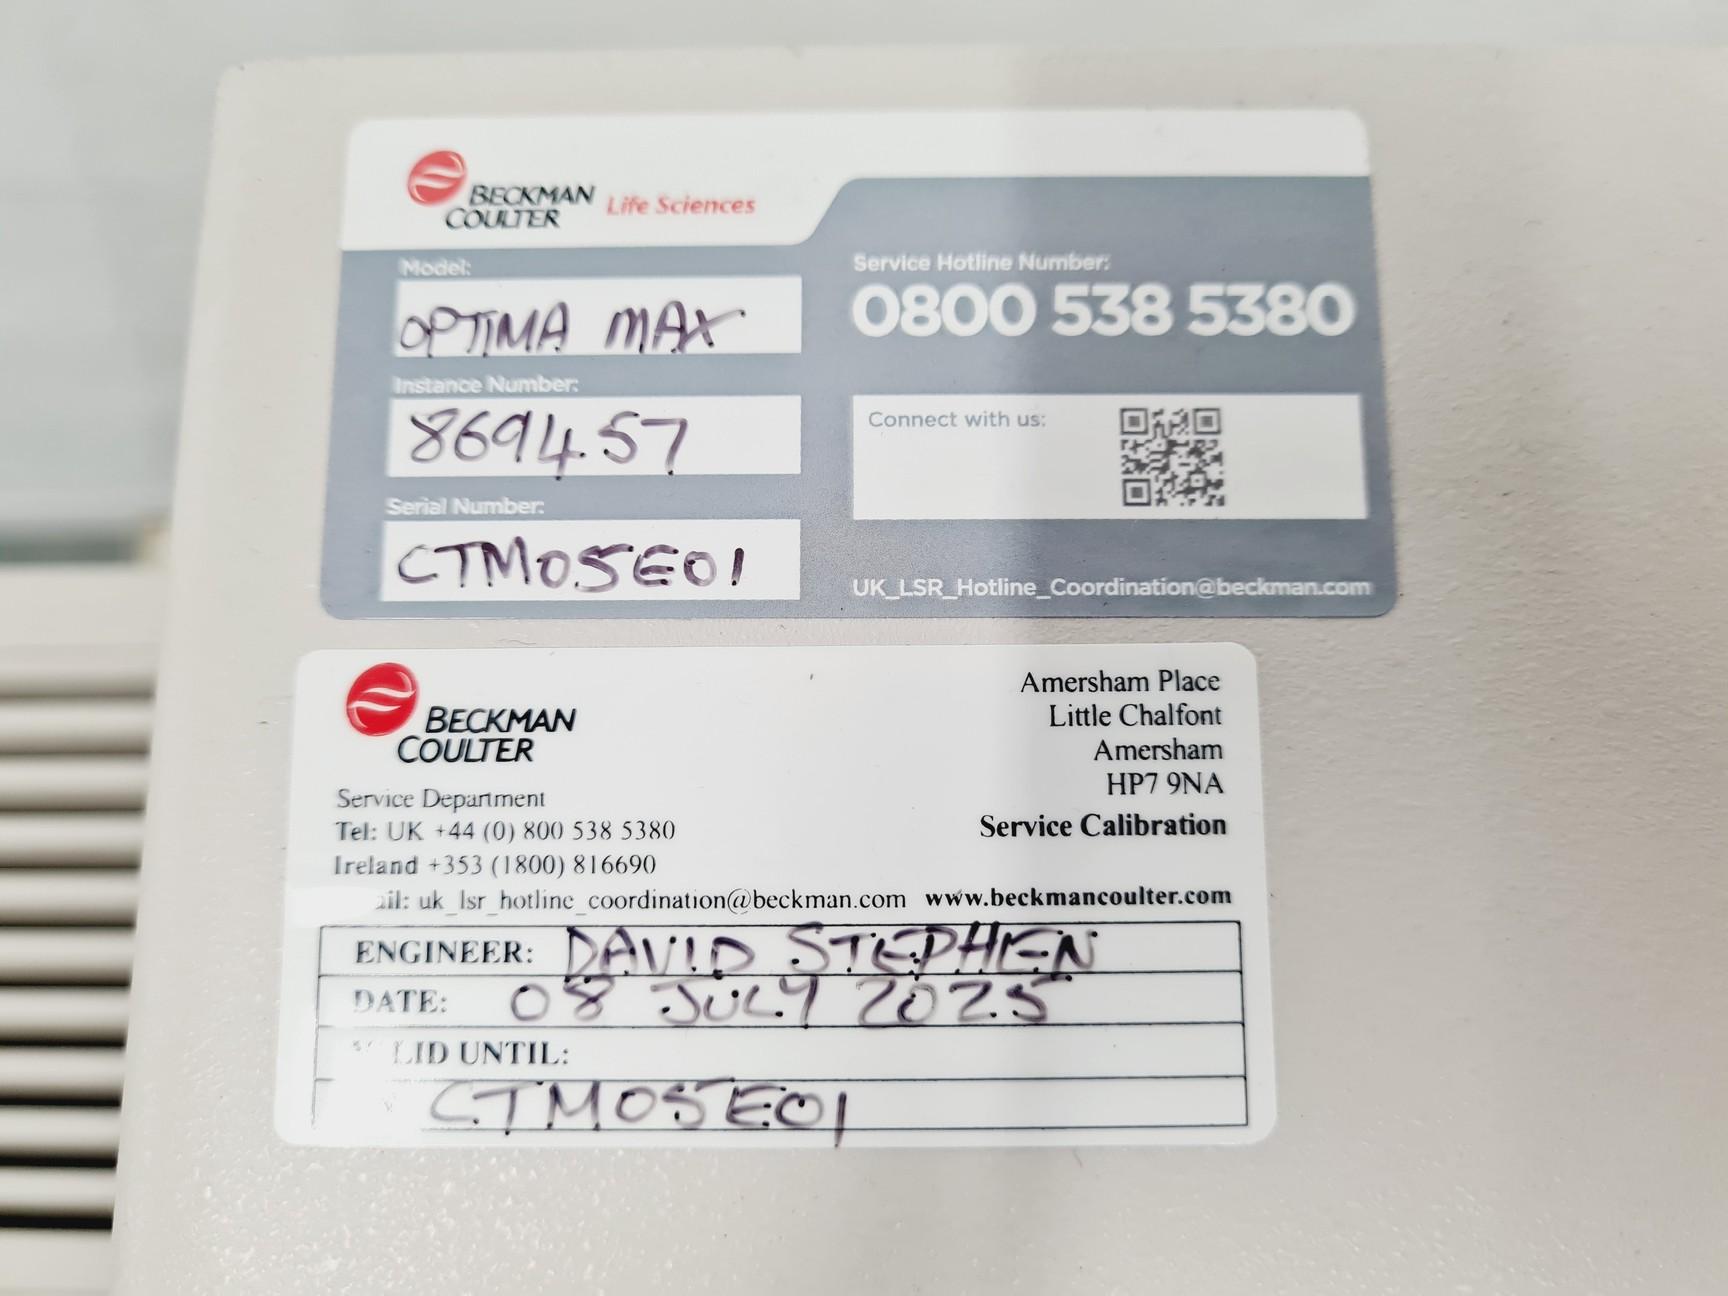 BECKMAN
COULTER Life Sciences
Model:
OPTIMA MAX
Instance Number:
869457
Serial Number:
CTM05E01
Service Hotline Number:
0800 538 5380
Connect with us:
UK_LSR_Hotline_Coordination@beckman.com
BECKMAN
COULTER
Amersham Place
Little Chalfont
Amersham
HP7 9NA
Service Calibration
Service Department
Tel: UK +44 (0) 800 538 5380
Ireland +353 (1800) 816690
ail: uk_lsr_hotline_coordination@beckman.com www.beckmancoulter.com
ENGINEER: DAVID STEPHEN
DATE: 08 JULY 2025
LID UNTIL:
CTM05E01